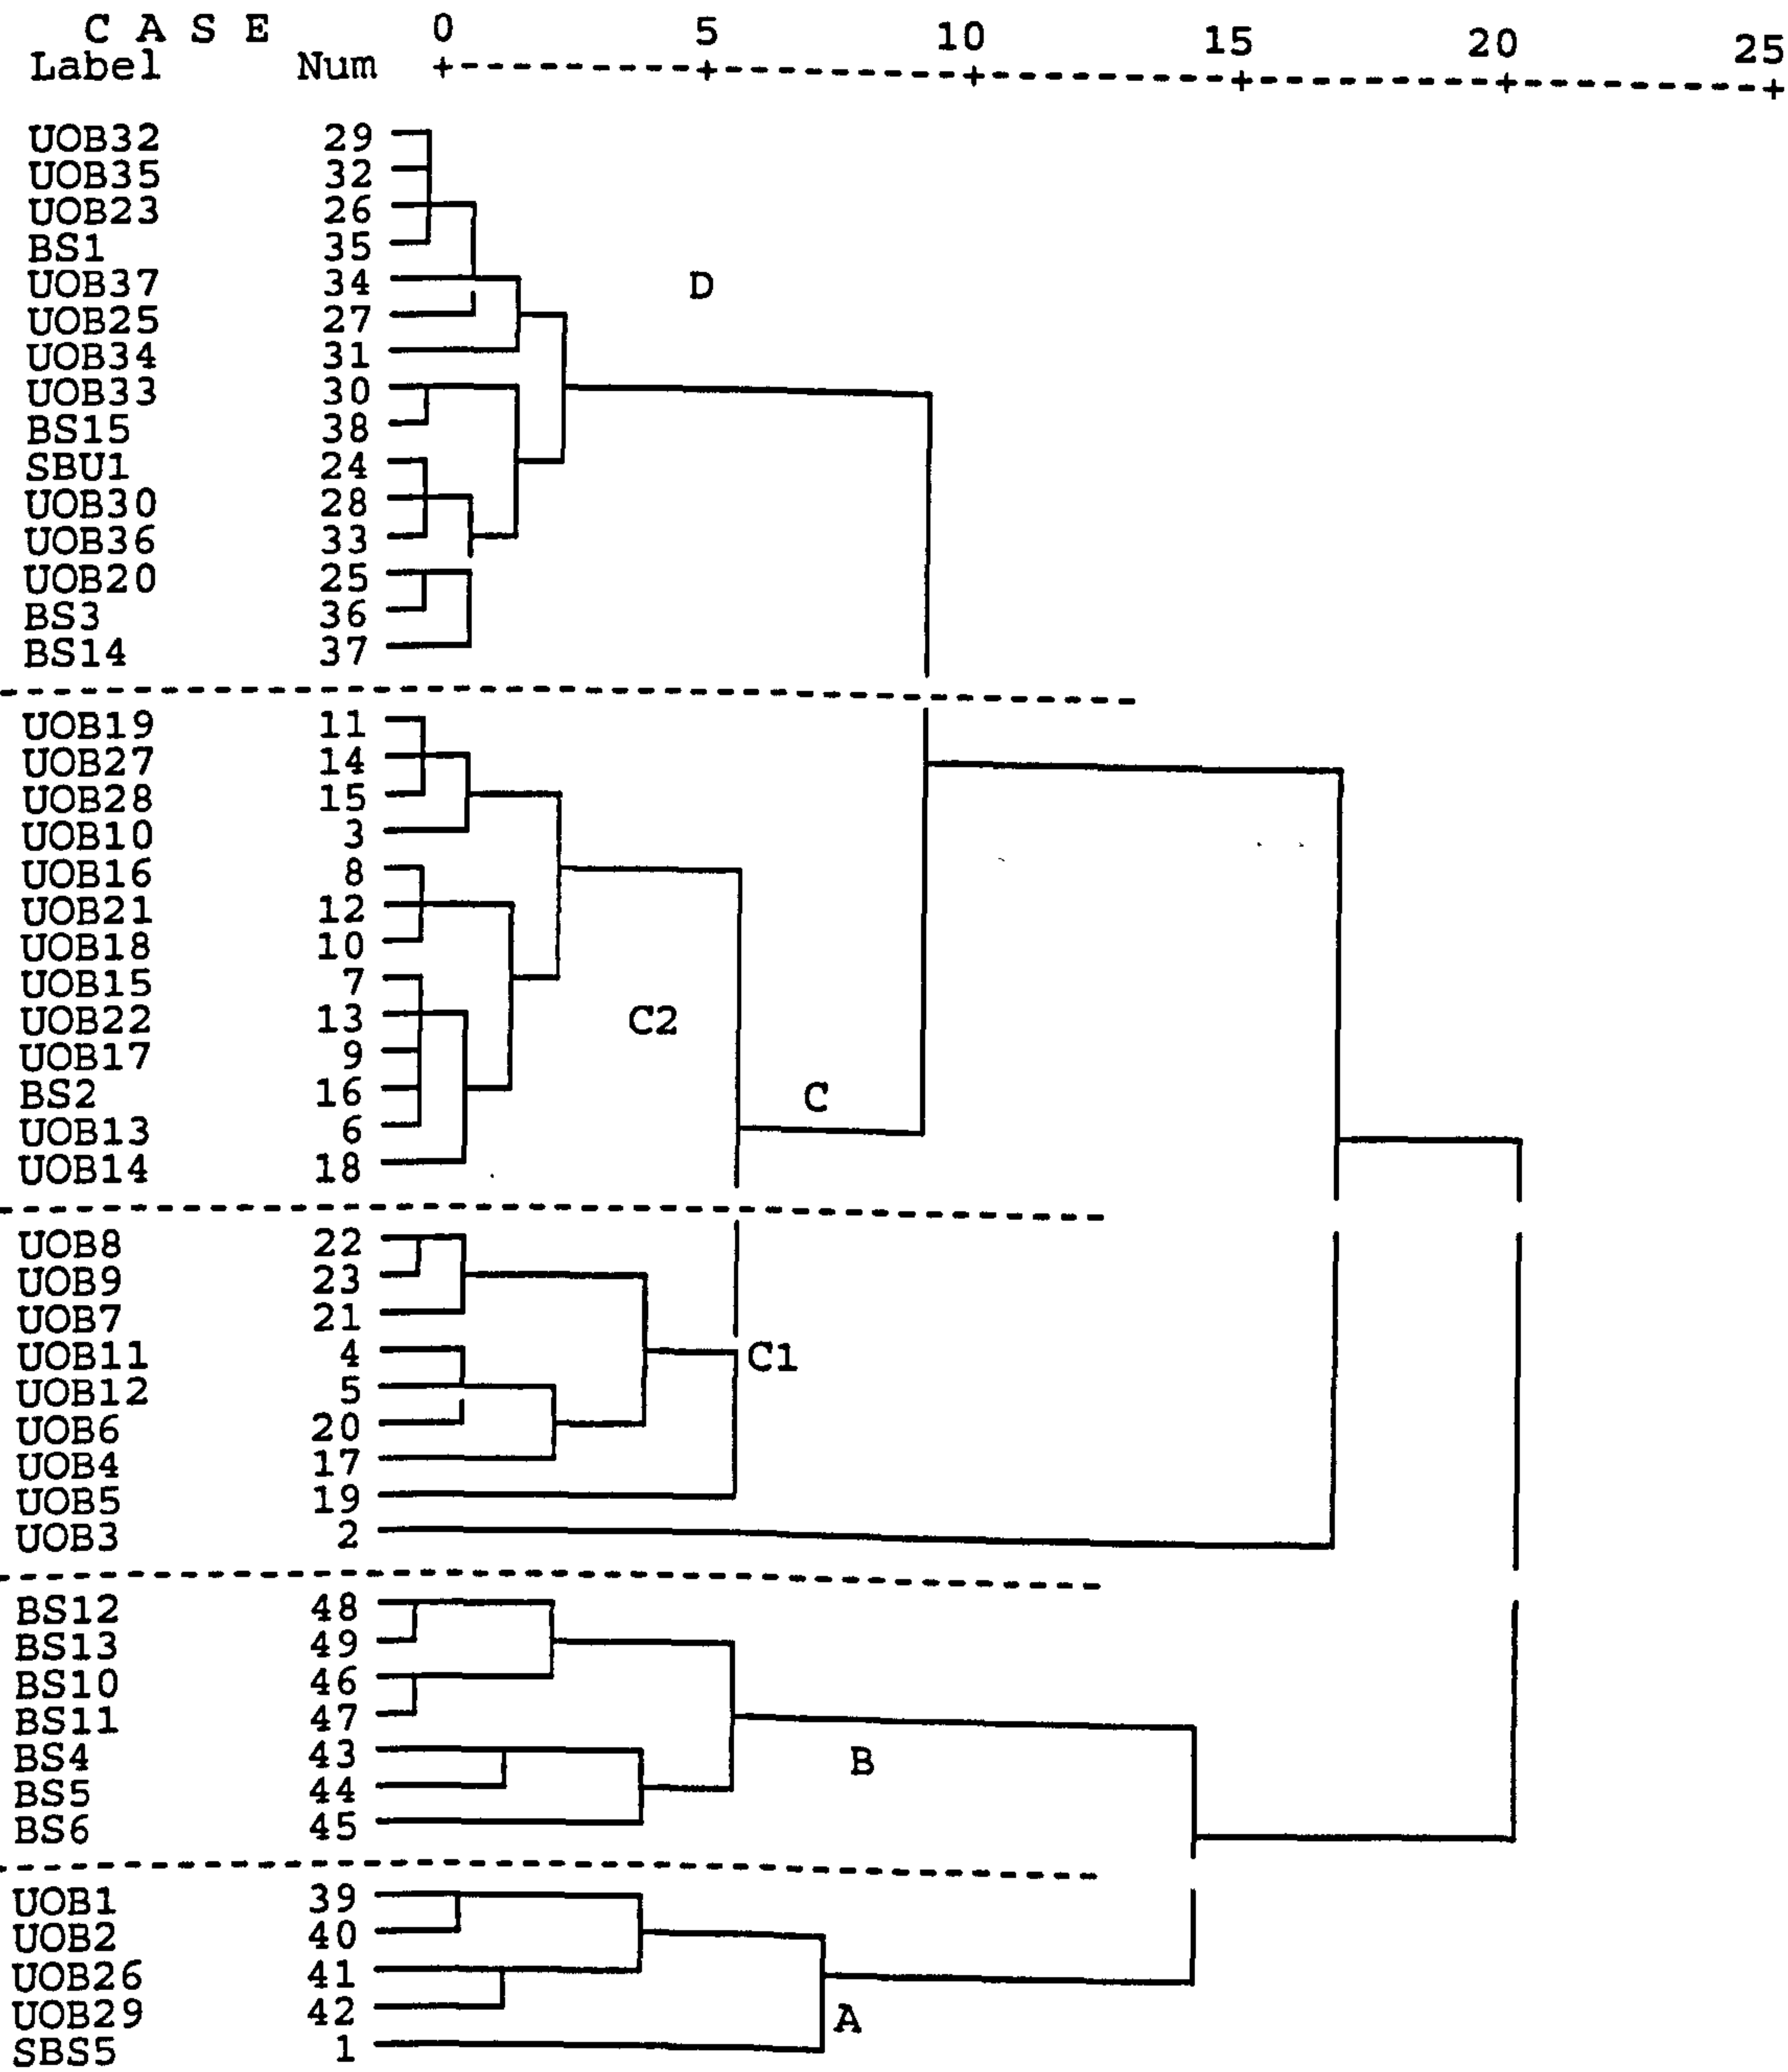 C A S E 0 5 10 15 20 25
Label Num
UOB32 29
UOB35 32
UOB23 26
BS1 35
UOB37 34 D
UOB25 27
UOB34 31
UOB33 30
BS15 38
SBU1 24
UOB30 28
UOB36 33
UOB20 25
BS3 36
BS14 37
UOB19 11
UOB27 14
UOB28 15
UOB10 3
UOB16 8
UOB21 12
UOB18 10
UOB15 7
UOB22 13 C2
UOB17 9
BS2 16 C
UOB13 6
UOB14 18
UOB8 22
UOB9 23
UOB7 21
UOB11 4 C1
UOB12 5
UOB6 20
UOB4 17
UOB5 19
UOB3 2
BS12 48
BS13 49
BS10 46
BS11 47
BS4 43 B
BS5 44
BS6 45
UOB1 39
UOB2 40
UOB26 41
UOB29 42 A
SBS5 1